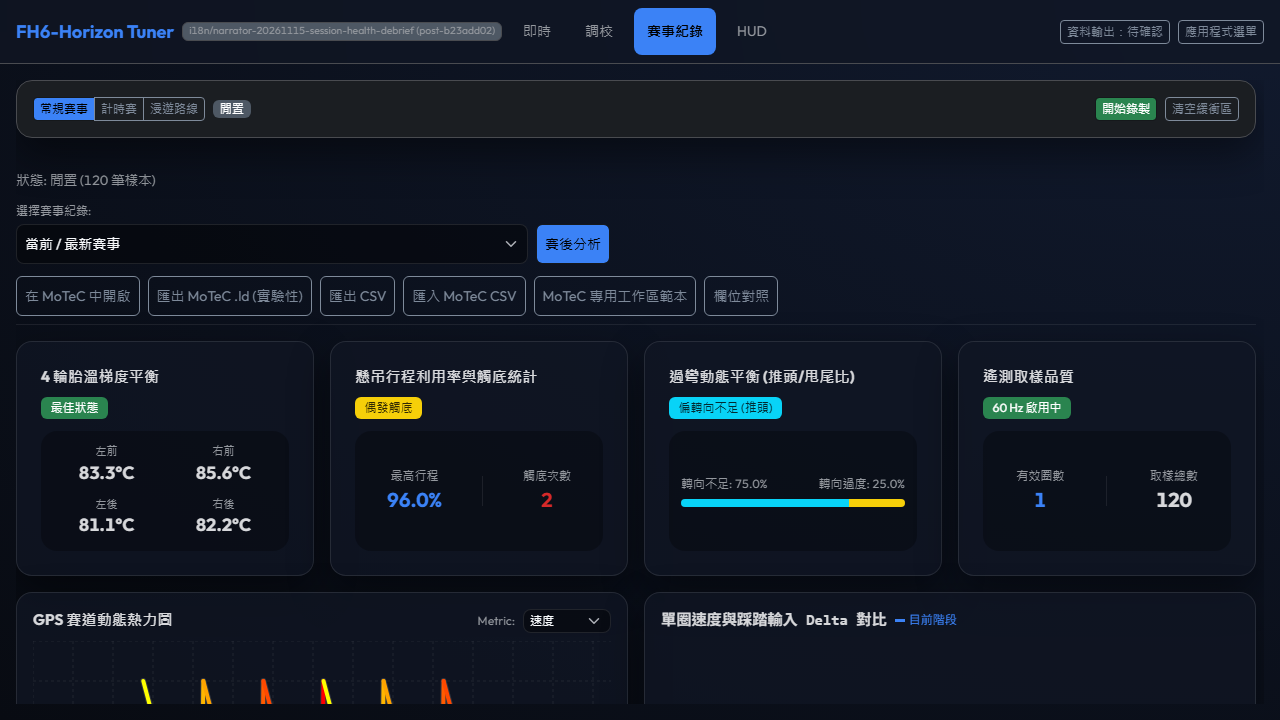 FH6-Horizon Tuner
i18n/narrator-20261115-session-health-debrief (post-b23add02)
即時
調校
賽事紀錄
HUD
資料輸出：待確認
應用程式選單
常規賽事
計時賽
漫遊路線
閒置
開始錄製
清空緩衝區
狀態: 閒置 (120 筆樣本)
選擇賽事紀錄:
當前 / 最新賽事
賽後分析
在 MoTeC 中開啟
匯出 MoTeC .ld (實驗性)
匯出 CSV
匯入 MoTeC CSV
MoTeC 專用工作區範本
欄位對照
4 輪胎溫梯度平衡
最佳狀態
左前
右前
83.3°C
85.6°C
左後
右後
81.1°C
82.2°C
懸吊行程利用率與觸底統計
偶發觸底
最高行程
觸底次數
96.0%
2
過彎動態平衡 (推頭/甩尾比)
偏轉向不足 (推頭)
轉向不足: 75.0%
轉向過度: 25.0%
遙測取樣品質
60 Hz 啟用中
有效圈數
取樣總數
1
120
GPS 賽道動態熱力圖
Metric:
速度
單圈速度與踩踏輸入 Delta 對比
目前階段